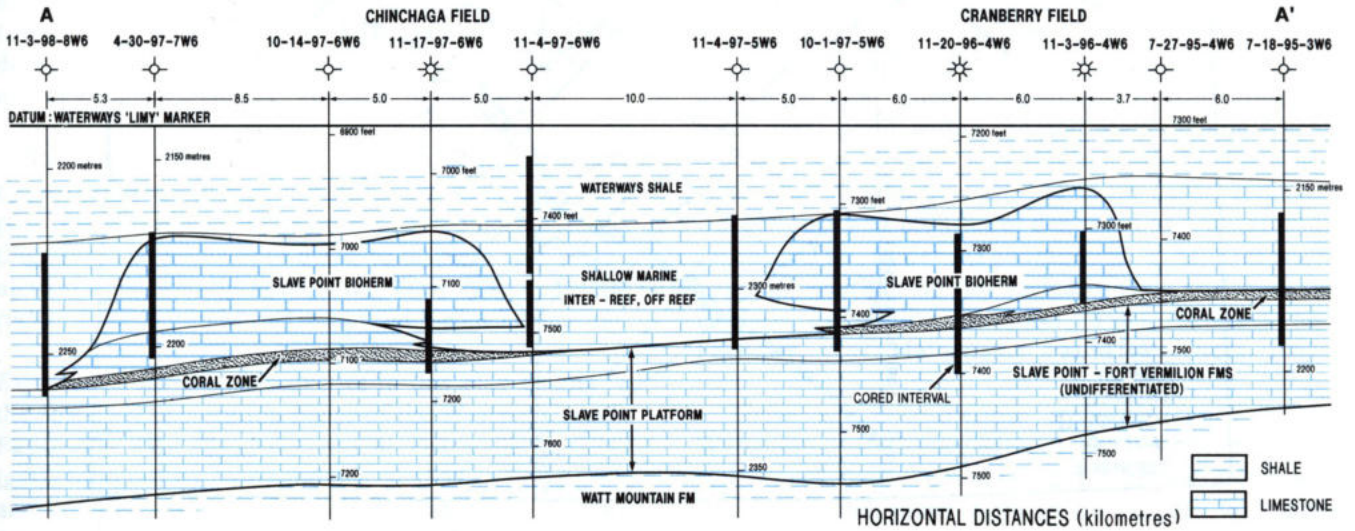 A CHINCHAGA FIELD CRANBERRY FIELD A'
11-3-98-8W6 4-30-97-7W6 10-14-97-6W6 11-17-97-6W6 11-4-97-6W6 11-4-97-5W6 10-1-97-5W6 11-20-96-4W6 11-3-96-4W6 7-27-95-4W6 7-18-95-3W6
5.3 8.5 5.0 5.0 10.0 5.0 6.0 6.0 3.7 6.0
DATUM : WATERWAYS 'LIMY' MARKER
7300 feet
6900 feet
7200 feet
2150 metres
2200 metres
7000 feet
WATERWAYS SHALE
2150 metres
7300 feet
7400 feet
7300 feet
7400
7000
7300
SLAVE POINT BIOHERM
SHALLOW MARINE
INTER - REEF, OFF REEF
SLAVE POINT BIOHERM
7100
2300 metres
7400
CORAL ZONE
7500
2200
7400
2250
7100
7500
CORAL ZONE
2200
7400
SLAVE POINT - FORT VERMILION FMS
(UNDIFFERENTIATED)
CORED INTERVAL
7200
SLAVE POINT PLATFORM
7500
7600
7500
2350
7200
7500
WATT MOUNTAIN FM
SHALE
LIMESTONE
HORIZONTAL DISTANCES (kilometres)